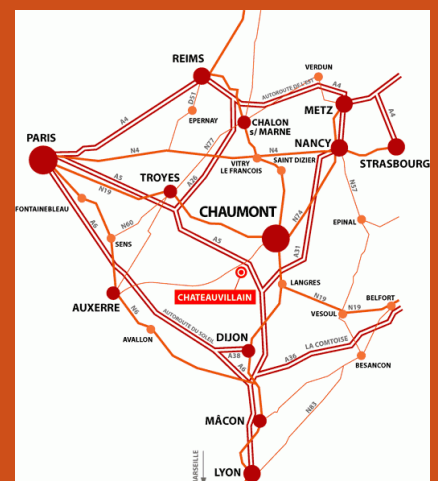 REIMS
VERDUN
AUTOROUTE DE L'EST
A4
D51
METZ
A4
EPERNAY
CHALON
s/ MARNE
A4
PARIS
N77
NANCY
N4
N4
STRASBOURG
VITRY
LE FRANCOIS
SAINT DIZIER
A5
TROYES
A26
N57
N19
CHAUMONT
N74
FONTAINEBLEAU
A6
N60
SENS
A5
A31
EPINAL
CHATEAUVILLAIN
LANGRES
N19
N19
BELFORT
AUXERRE
N6
VESOUL
AUTOROUTE DU SOLEIL
AVALLON
DIJON
A38
A6
LA COMTOISE
A36
BESANCON
MÂCON
N83
MARSEILLE
LYON